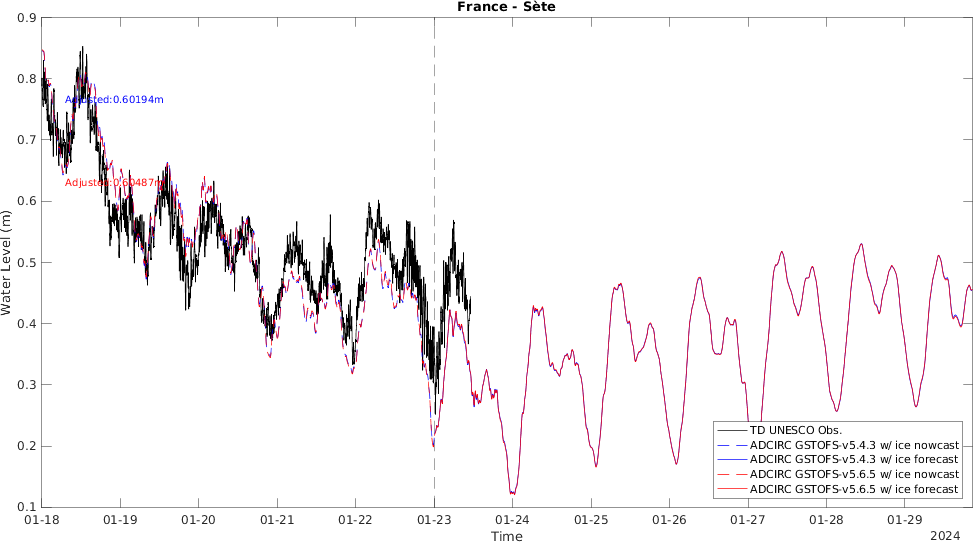 France - Sète
Water Level (m)
0.9
0.8
0.7
0.6
0.5
0.4
0.3
0.2
0.1
Adjusted:0.60194m
Adjusted:0.60487m
TD UNESCO Obs.
ADCIRC GSTOFS-v5.4.3 w/ ice nowcast
ADCIRC GSTOFS-v5.4.3 w/ ice forecast
ADCIRC GSTOFS-v5.6.5 w/ ice nowcast
ADCIRC GSTOFS-v5.6.5 w/ ice forecast
01-18 01-19 01-20 01-21 01-22 01-23 01-24 01-25 01-26 01-27 01-28 01-29
Time
2024